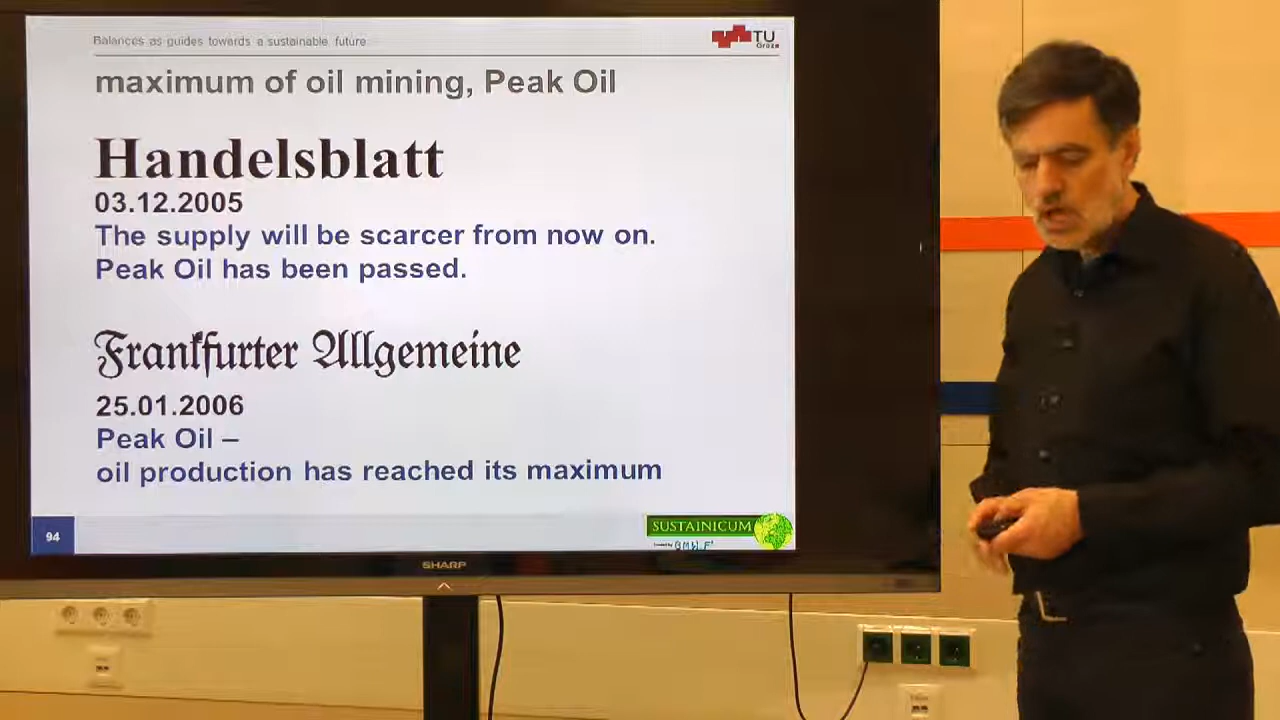 Balances as guides towards a sustainable future
TU
Graz
maximum of oil mining, Peak Oil
Handelsblatt
03.12.2005
The supply will be scarcer from now on.
Peak Oil has been passed.
Frankfurter Allgemeine
25.01.2006
Peak Oil –
oil production has reached its maximum
94
SUSTAINICUM
SHARP